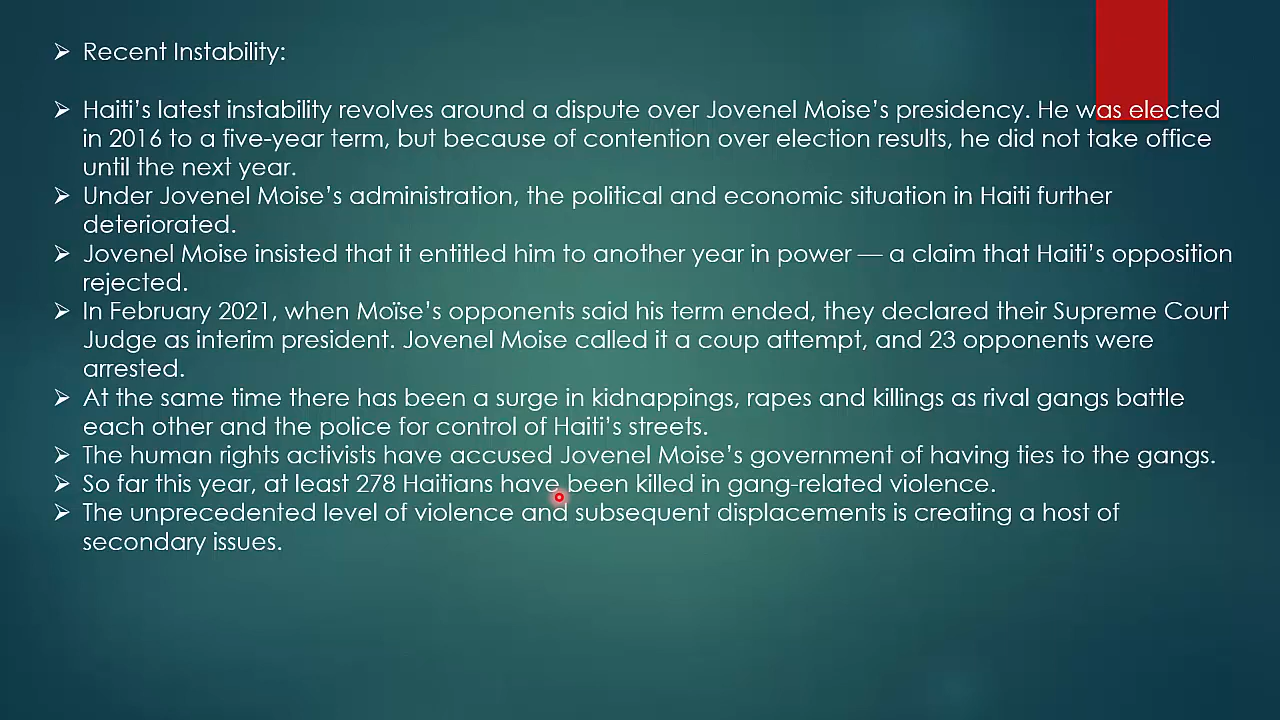 ➢ Recent Instability:
➢ Haiti's latest instability revolves around a dispute over Jovenel Moise's presidency. He was elected
in 2016 to a five-year term, but because of contention over election results, he did not take office
until the next year.
➢ Under Jovenel Moise's administration, the political and economic situation in Haiti further
deteriorated.
➢ Jovenel Moise insisted that it entitled him to another year in power — a claim that Haiti's opposition
rejected.
➢ In February 2021, when Moïse's opponents said his term ended, they declared their Supreme Court
Judge as interim president. Jovenel Moise called it a coup attempt, and 23 opponents were
arrested.
➢ At the same time there has been a surge in kidnappings, rapes and killings as rival gangs battle
each other and the police for control of Haiti's streets.
➢ The human rights activists have accused Jovenel Moise's government of having ties to the gangs.
➢ So far this year, at least 278 Haitians have been killed in gang-related violence.
➢ The unprecedented level of violence and subsequent displacements is creating a host of
secondary issues.